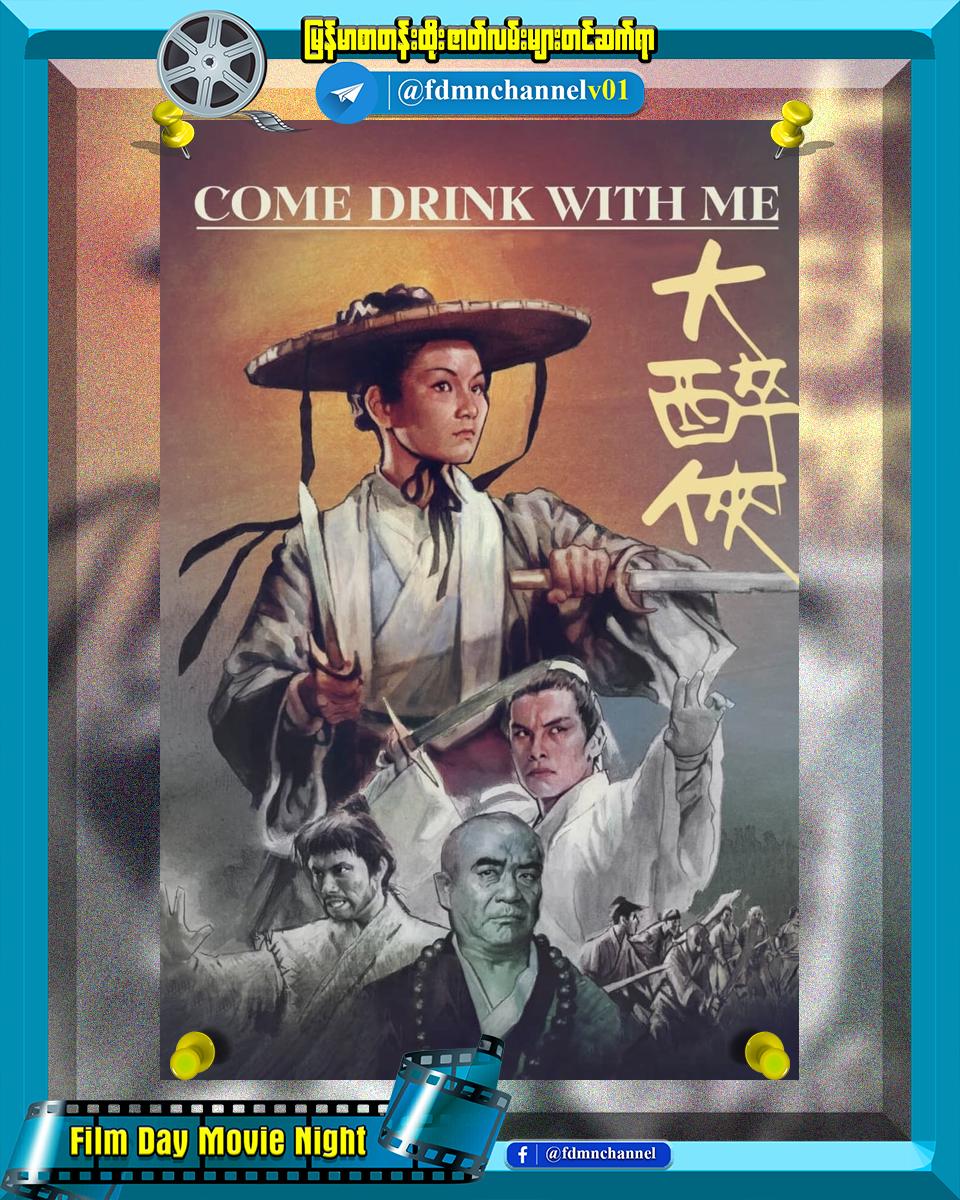 မြန်မာစာတန်းထိုးဇာတ်လမ်းများတင်ဆက်ရာ
@fdmnchannelv01
COME DRINK WITH ME
大
醉
俠
Film Day Movie Night
@fdmnchannel